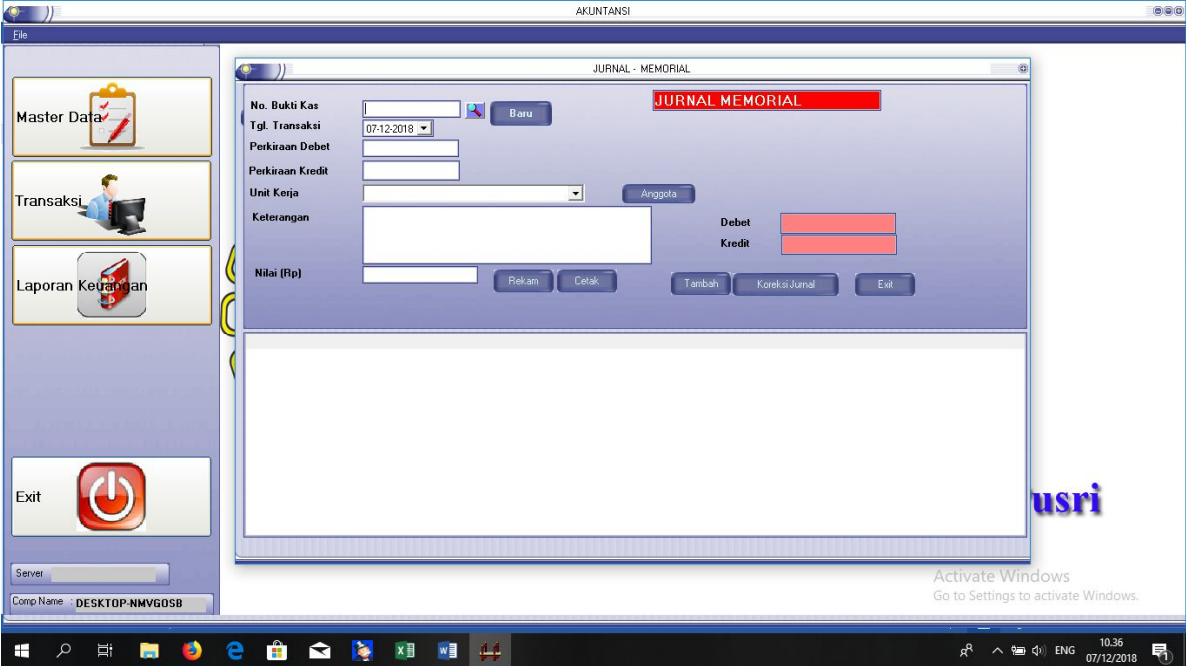 AKUNTANSI
File
JURNAL - MEMORIAL
Master Data
Transaksi
Laporan Keuangan
Exit
Server
Comp Name : DESKTOP-NMVGOSB
No. Bukti Kas
Baru
JURNAL MEMORIAL
Tgl. Transaksi
07-12-2018
Perkiraan Debet
Perkiraan Kredit
Unit Kerja
Anggota
Keterangan
Debet
Kredit
Nilai (Rp)
Rekam
Cetak
Tambah
Koreksi Jurnal
Exit
usri
Activate Windows
Go to Settings to activate Windows.
ENG
10.36
07/12/2018